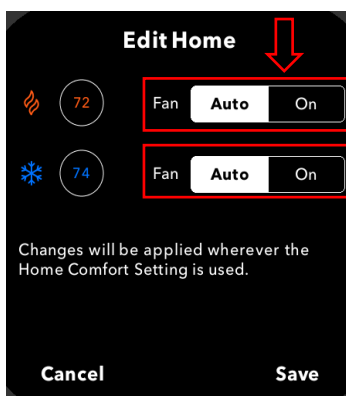 Edit Home
72 Fan Auto On
74 Fan Auto On
Changes will be applied wherever the
Home Comfort Setting is used.
Cancel Save